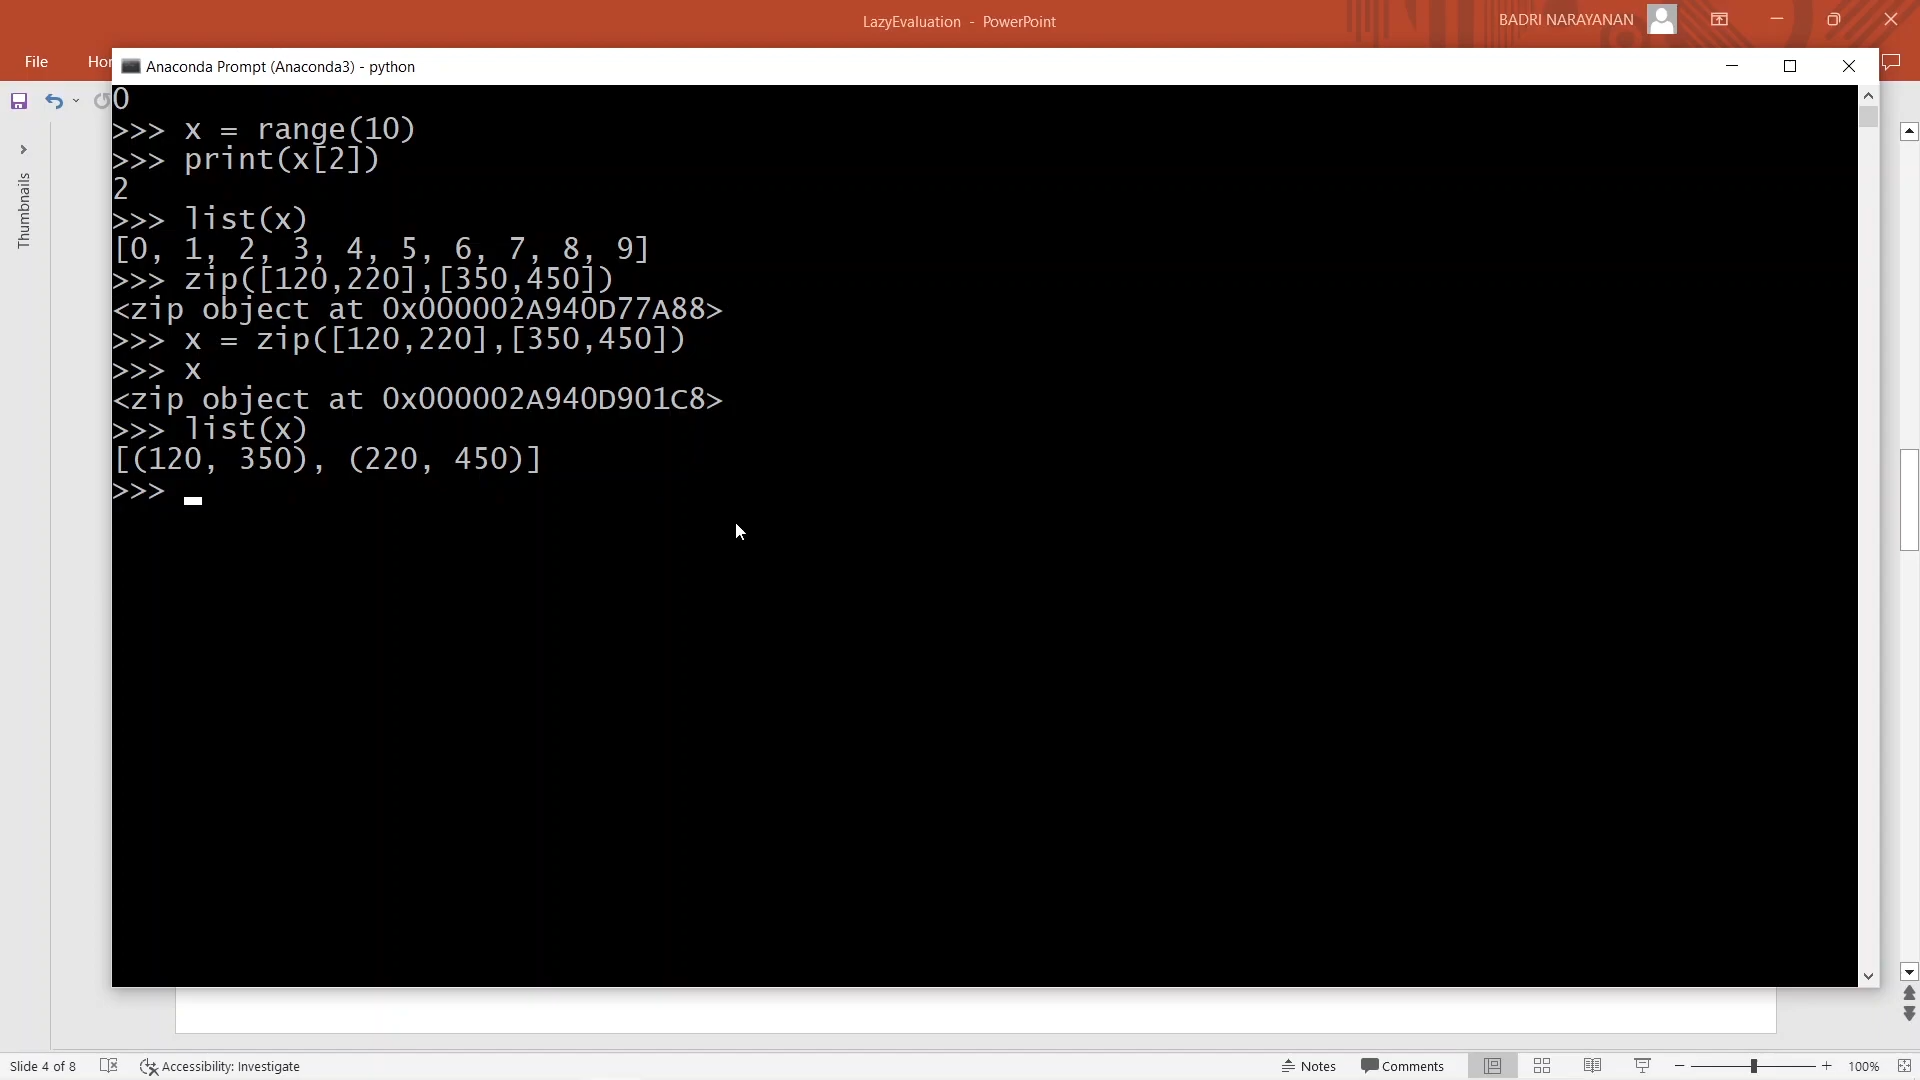 LazyEvaluation - PowerPoint
BADRI NARAYANAN
File
Hor
Anaconda Prompt (Anaconda3) - python
Thumbnails
0
>>> x = range(10)
>>> print(x[2])
2
>>> list(x)
[0, 1, 2, 3, 4, 5, 6, 7, 8, 9]
>>> zip([120,220],[350,450])
<zip object at 0x000002A940D77A88>
>>> x = zip([120,220],[350,450])
>>> x
<zip object at 0x000002A940D901C8>
>>> list(x)
[(120, 350), (220, 450)]
>>>
Slide 4 of 8
Accessibility: Investigate
Notes
Comments
100%